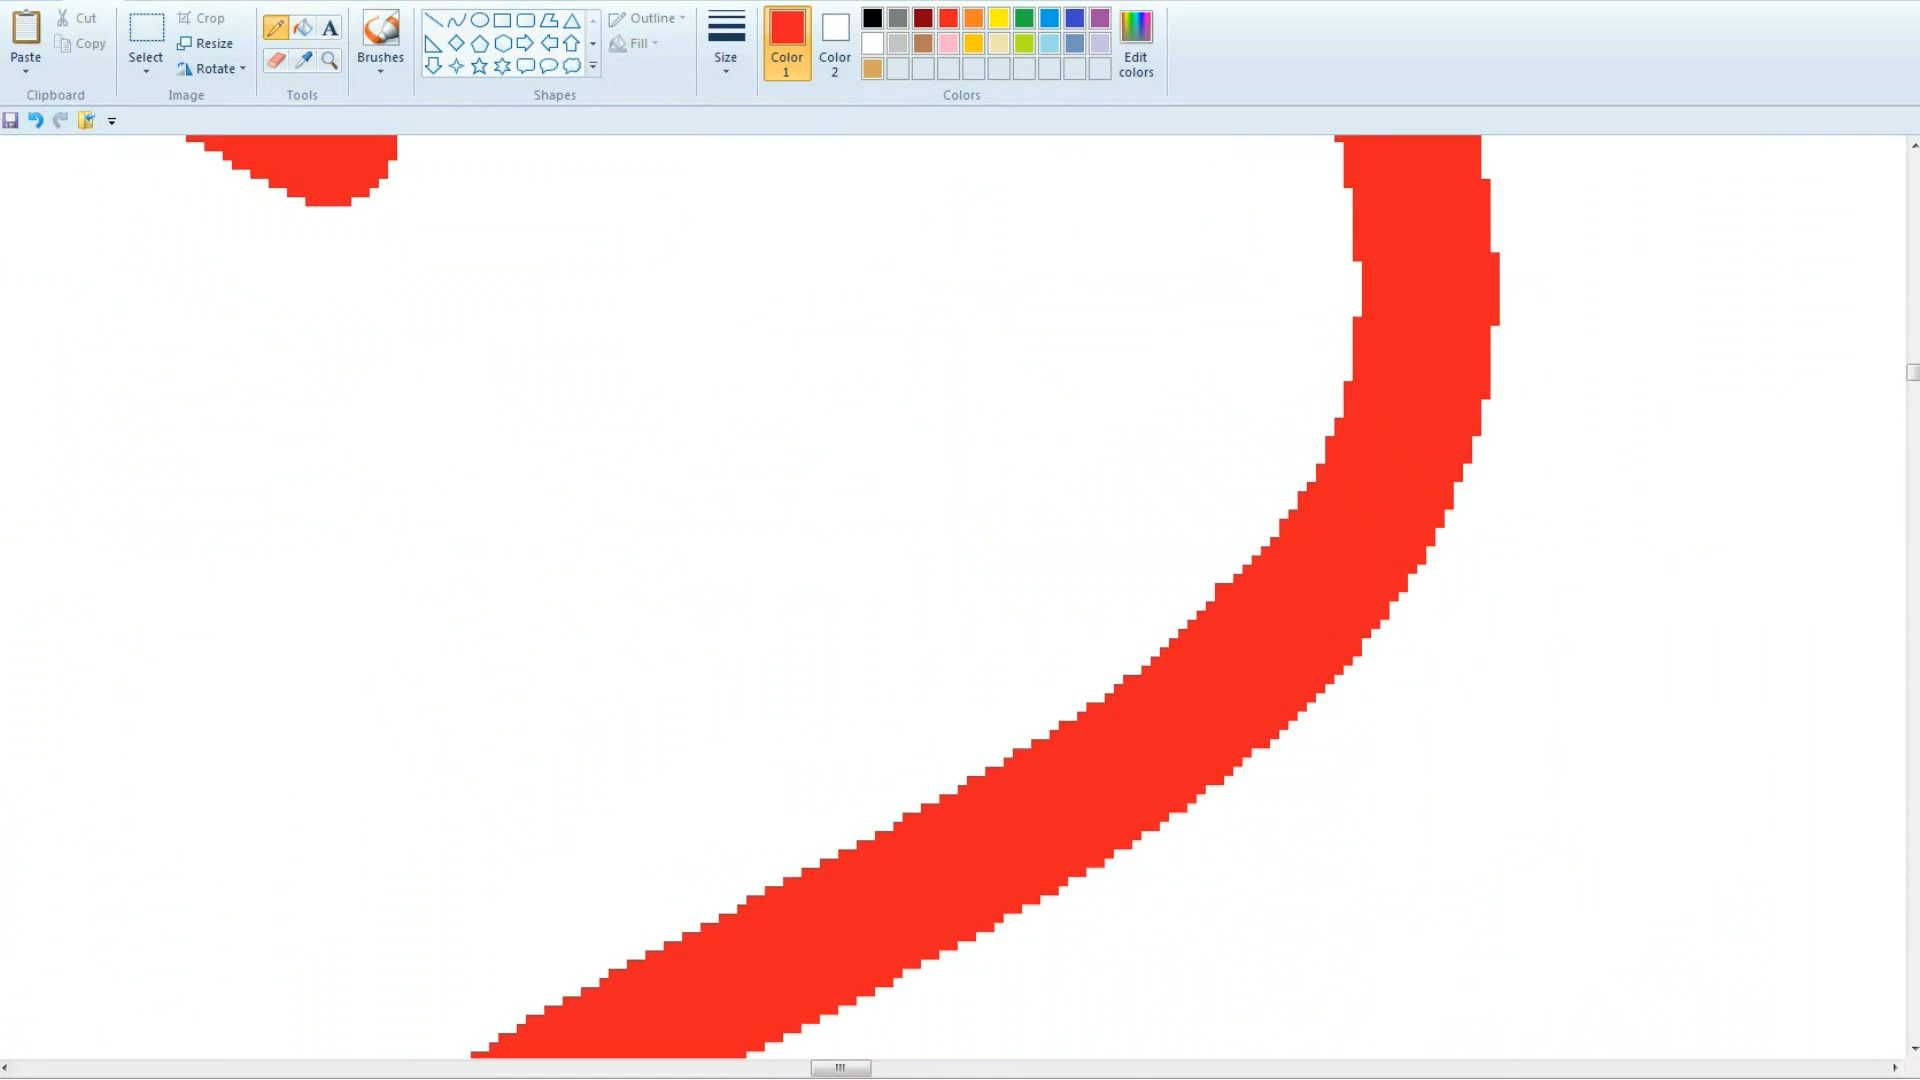 Paste
Cut
Copy
Clipboard
Select
Crop
Resize
Rotate
Image
A
Tools
Brushes
Shapes
Outline
Fill
Size
Color 1
Color 2
Colors
Edit colors